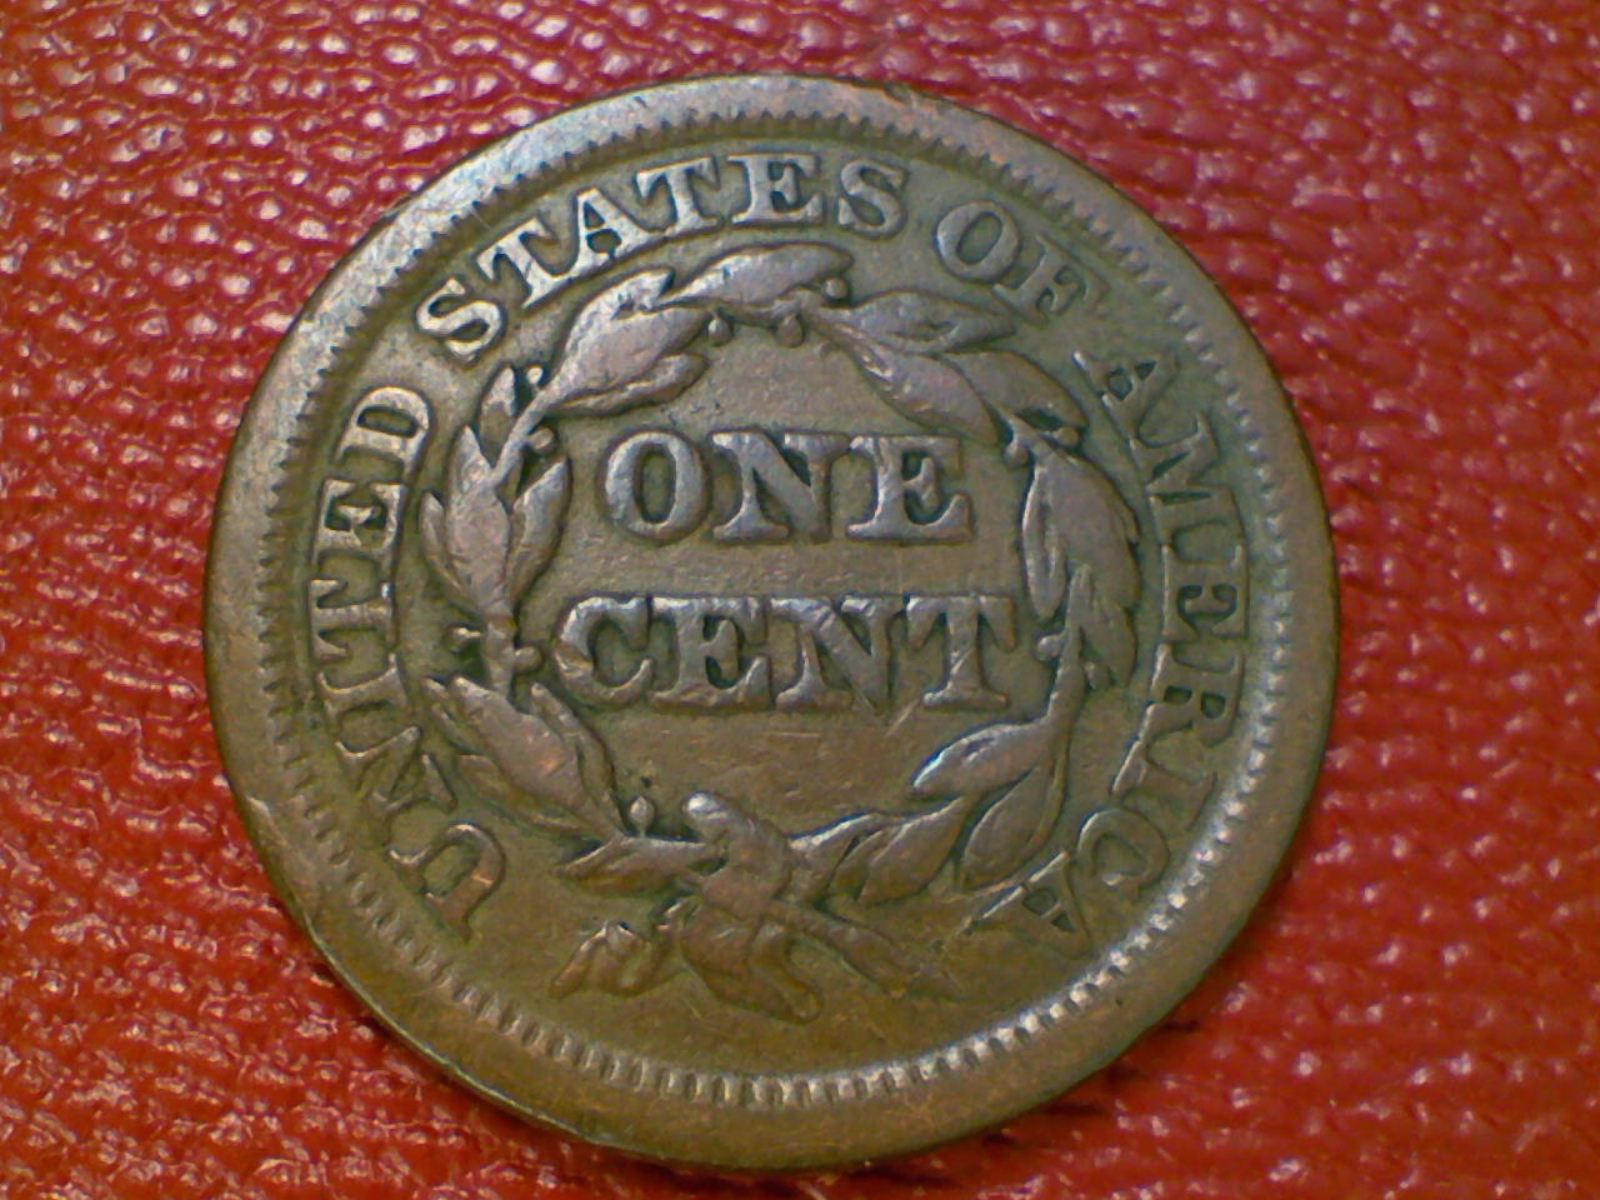 UNITED STATES OF AMERICA
ONE
CENT